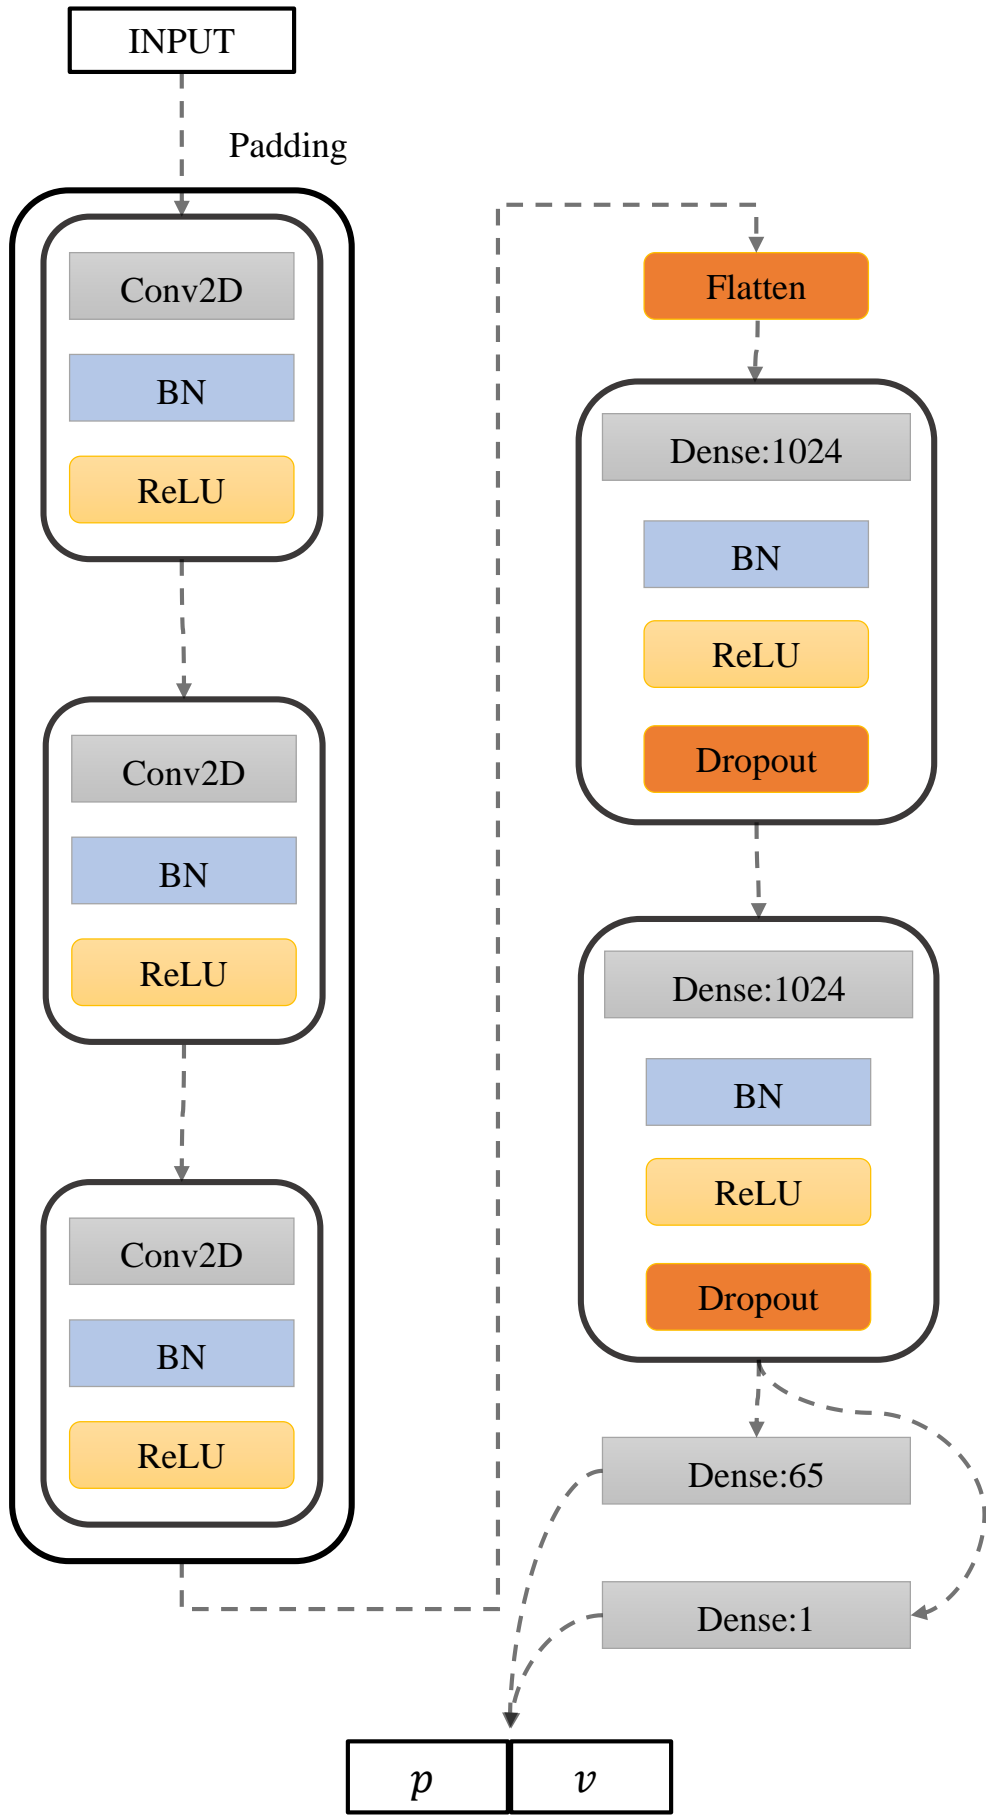 INPUT
Padding
Conv2D
BN
ReLU
Conv2D
BN
ReLU
Conv2D
BN
ReLU
Flatten
Dense:1024
BN
ReLU
Dropout
Dense:1024
BN
ReLU
Dropout
Dense:65
Dense:1
p v